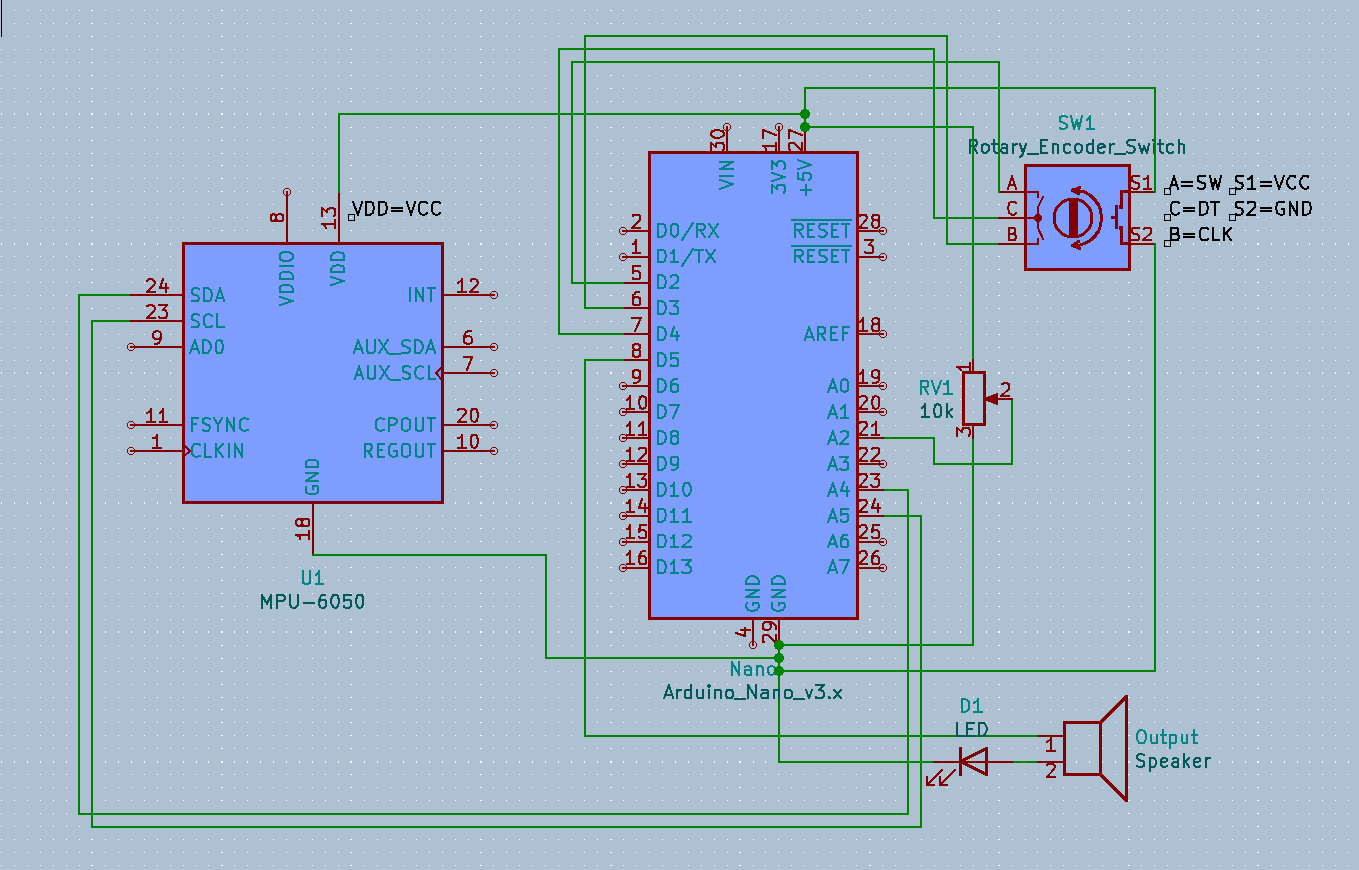 SW1
Rotary_Encoder_Switch
A
C
B
S1
S2
A=SW S1=VCC
C=DT S2=GND
B=CLK
VDD=VCC
8
13
VDDIO
VDD
24
23
9
11
1
SDA
SCL
AD0
FSYNC
CLKIN
INT
AUX_SDA
AUX_SCL
CPOUT
REGOUT
12
6
7
20
10
GND
18
U1
MPU-6050
30
17
27
VIN
3V3
+5V
2
D0/RX
1
D1/TX
5
D2
6
D3
7
D4
8
D5
9
D6
10
D7
11
D8
12
D9
13
D10
14
D11
15
D12
16
D13
RESET
28
RESET
3
AREF
18
A0
19
A1
20
A2
21
A3
22
A4
23
A5
24
A6
25
A7
26
GND
GND
4
29
Nano
Arduino_Nano_v3.x
RV1
10k
1
2
3
D1
LED
1
2
Output
Speaker